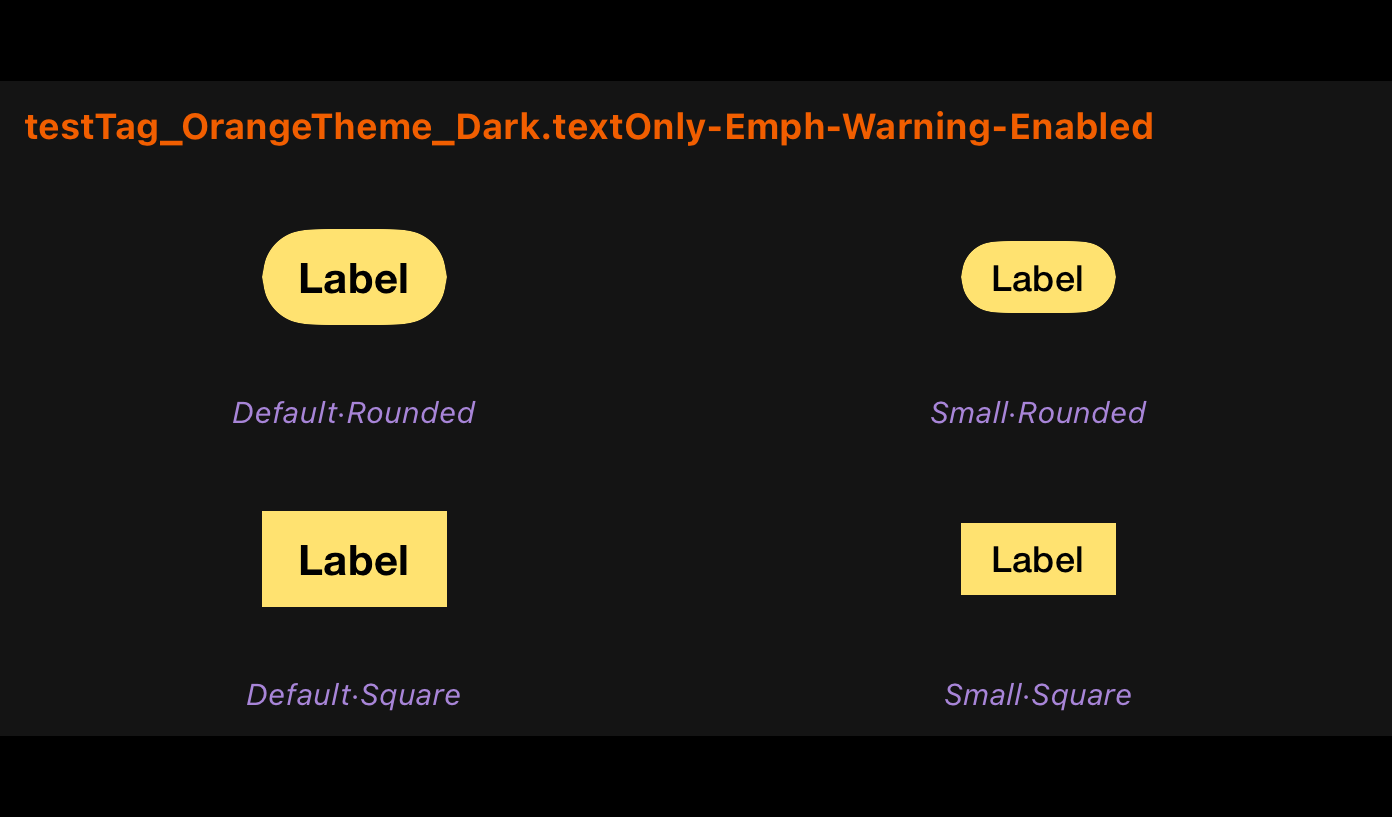 testTag_OrangeTheme_Dark.textOnly-Emph-Warning-Enabled
Label
Label
Default·Rounded
Small·Rounded
Label
Label
Default·Square
Small·Square